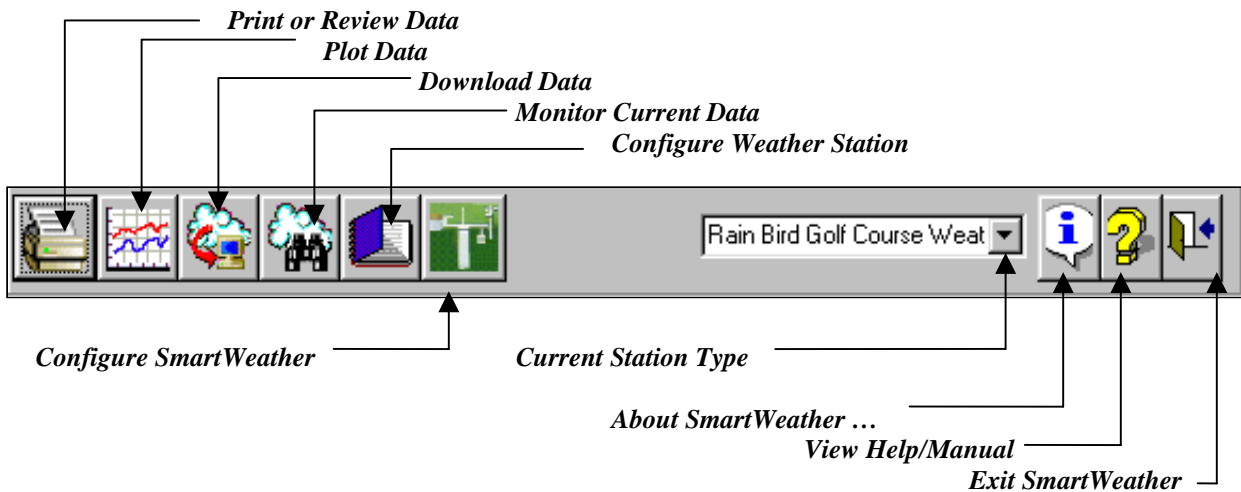 Print or Review Data
Plot Data
Download Data
Monitor Current Data
Configure Weather Station
Rain Bird Golf Course Weat
Configure SmartWeather
Current Station Type
About SmartWeather …
View Help/Manual
Exit SmartWeather